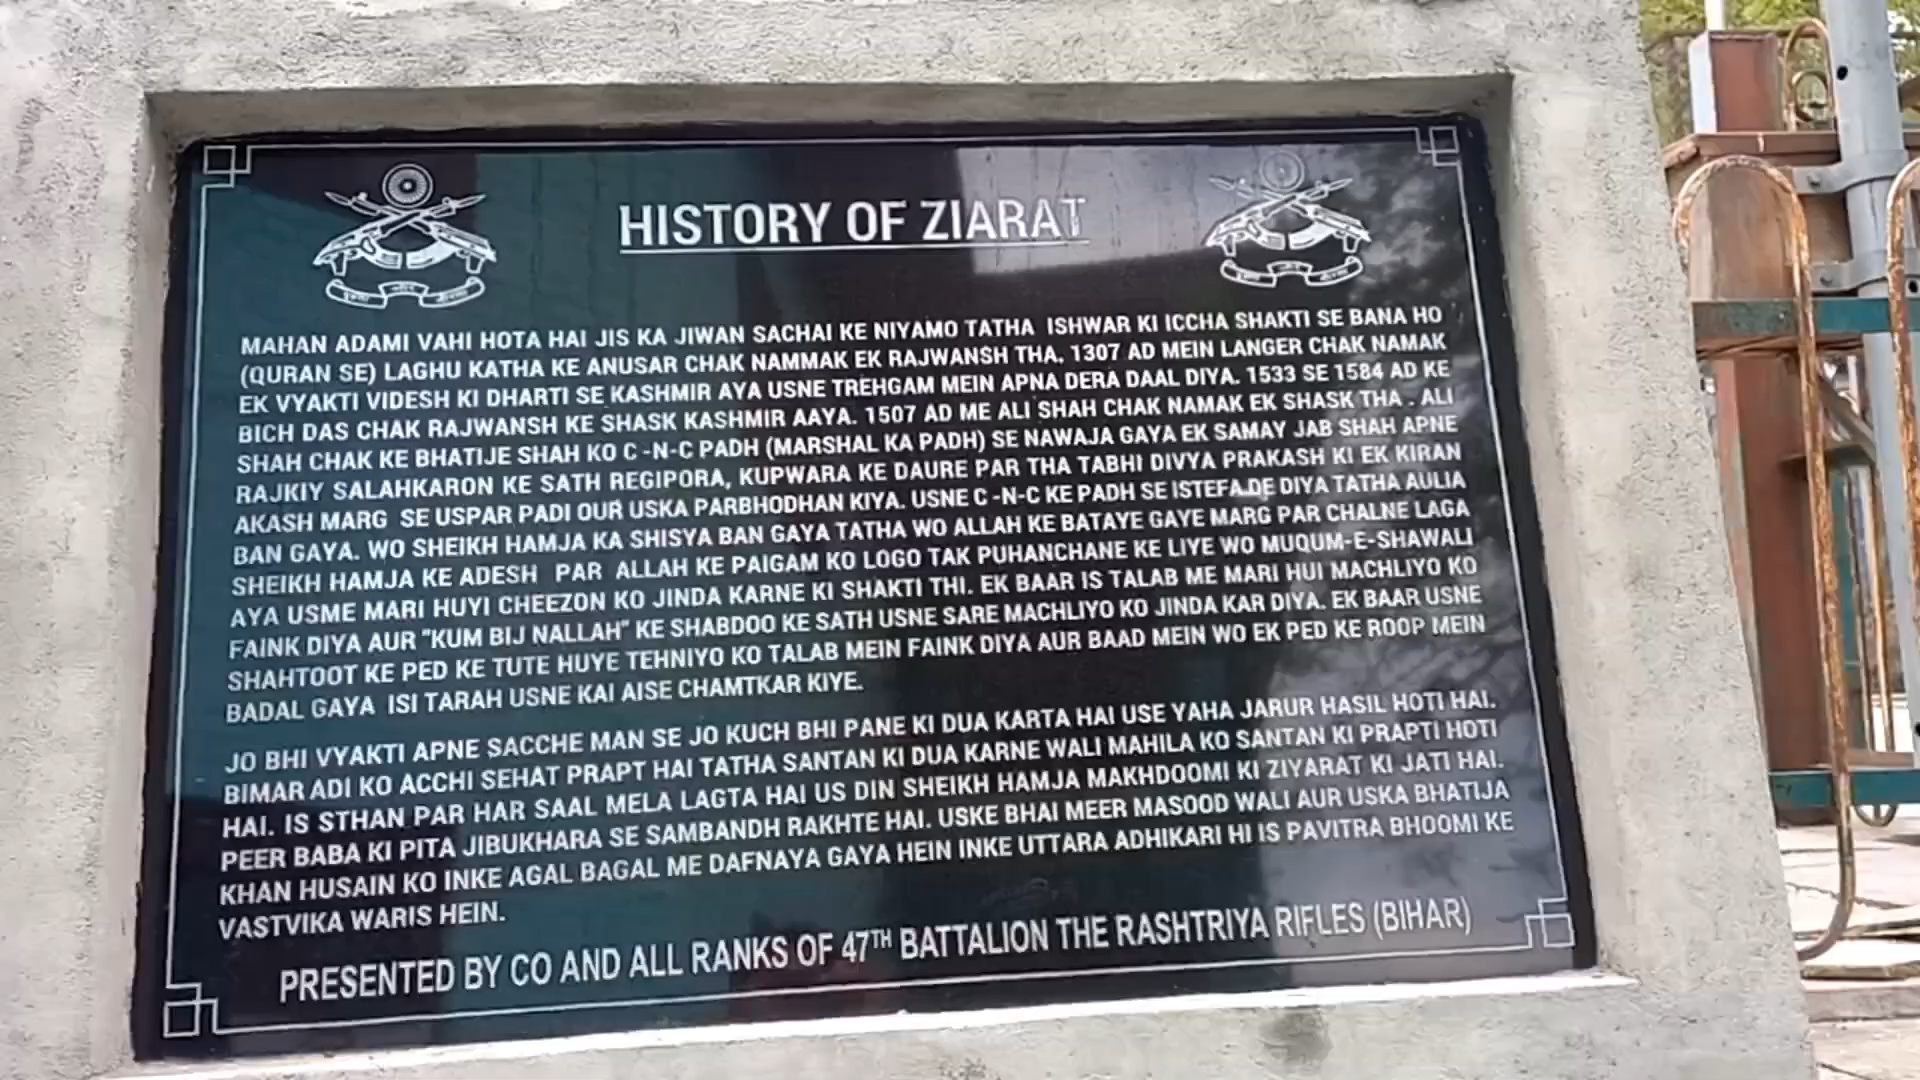 HISTORY OF ZIARAT
MAHAN ADAMI VAHI HOTA HAI JIS KA JIWAN SACHAI KE NIYAMO TATHA ISHWAR KI ICCHA SHAKTI SE BANA HO
(QURAN SE) LAGHU KATHA KE ANUSAR CHAK NAMMAK EK RAJWANSH THA. 1307 AD MEIN LANGER CHAK NAMAK
EK VYAKTI VIDESH KI DHARTI SE KASHMIR AYA USNE TREHGAM MEIN APNA DERA DAAL DIYA. 1533 SE 1584 AD KE
BICH DAS CHAK RAJWANSH KE SHASK KASHMIR AAYA. 1507 AD ME ALI SHAH CHAK NAMAK EK SHASK THA . ALI
SHAH CHAK KE BHATIJE SHAH KO C -N-C PADH (MARSHAL KA PADH) SE NAWAJA GAYA EK SAMAY JAB SHAH APNE
RAJKIY SALAHKARON KE SATH REGIPORA, KUPWARA KE DAURE PAR THA TABHI DIVYA PRAKASH KI EK KIRAN
AKASH MARG SE USPAR PADI OUR USKA PARBHODHAN KIYA. USNE C -N-C KE PADH SE ISTEFA DE DIYA TATHA AULIA
BAN GAYA. WO SHEIKH HAMJA KA SHISYA BAN GAYA TATHA WO ALLAH KE BATAYE GAYE MARG PAR CHALNE LAGA
SHEIKH HAMJA KE ADESH PAR ALLAH KE PAIGAM KO LOGO TAK PUHANCHANE KE LIYE WO MUQUM-E-SHAWALI
AYA USME MARI HUYI CHEEZON KO JINDA KARNE KI SHAKTI THI. EK BAAR IS TALAB ME MARI HUI MACHLIYO KO
FAINK DIYA AUR "KUM BIJ NALLAH" KE SHABDOO KE SATH USNE SARE MACHLIYO KO JINDA KAR DIYA. EK BAAR USNE
SHAHTOOT KE PED KE TUTE HUYE TEHNIYO KO TALAB MEIN FAINK DIYA AUR BAAD MEIN WO EK PED KE ROOP MEIN
BADAL GAYA ISI TARAH USNE KAI AISE CHAMTKAR KIYE.
JO BHI VYAKTI APNE SACCHE MAN SE JO KUCH BHI PANE KI DUA KARTA HAI USE YAHA JARUR HASIL HOTI HAI.
BIMAR ADI KO ACCHI SEHAT PRAPT HAI TATHA SANTAN KI DUA KARNE WALI MAHILA KO SANTAN KI PRAPTI HOTI
HAI. IS STHAN PAR HAR SAAL MELA LAGTA HAI US DIN SHEIKH HAMJA MAKHDOOMI KI ZIYARAT KI JATI HAI.
PEER BABA KI PITA JIBUKHARA SE SAMBANDH RAKHTE HAI. USKE BHAI MEER MASOOD WALI AUR USKA BHATIJA
KHAN HUSAIN KO INKE AGAL BAGAL ME DAFNAYA GAYA HEIN INKE UTTARA ADHIKARI HI IS PAVITRA BHOOMI KE
VASTVIKA WARIS HEIN.
PRESENTED BY CO AND ALL RANKS OF 47TH BATTALION THE RASHTRIYA RIFLES (BIHAR)